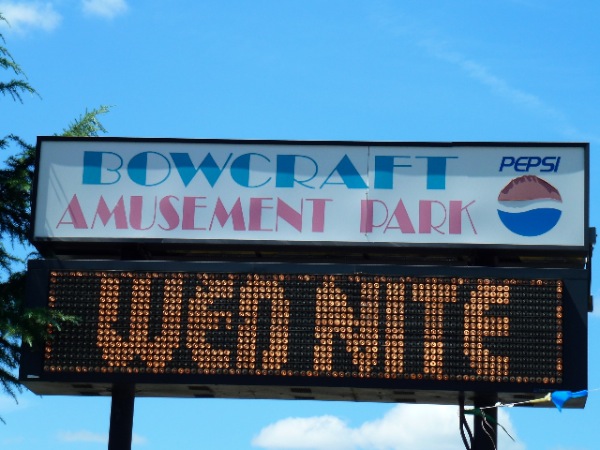 BOWCRAFT
AMUSEMENT PARK
PEPSI
WED NITE